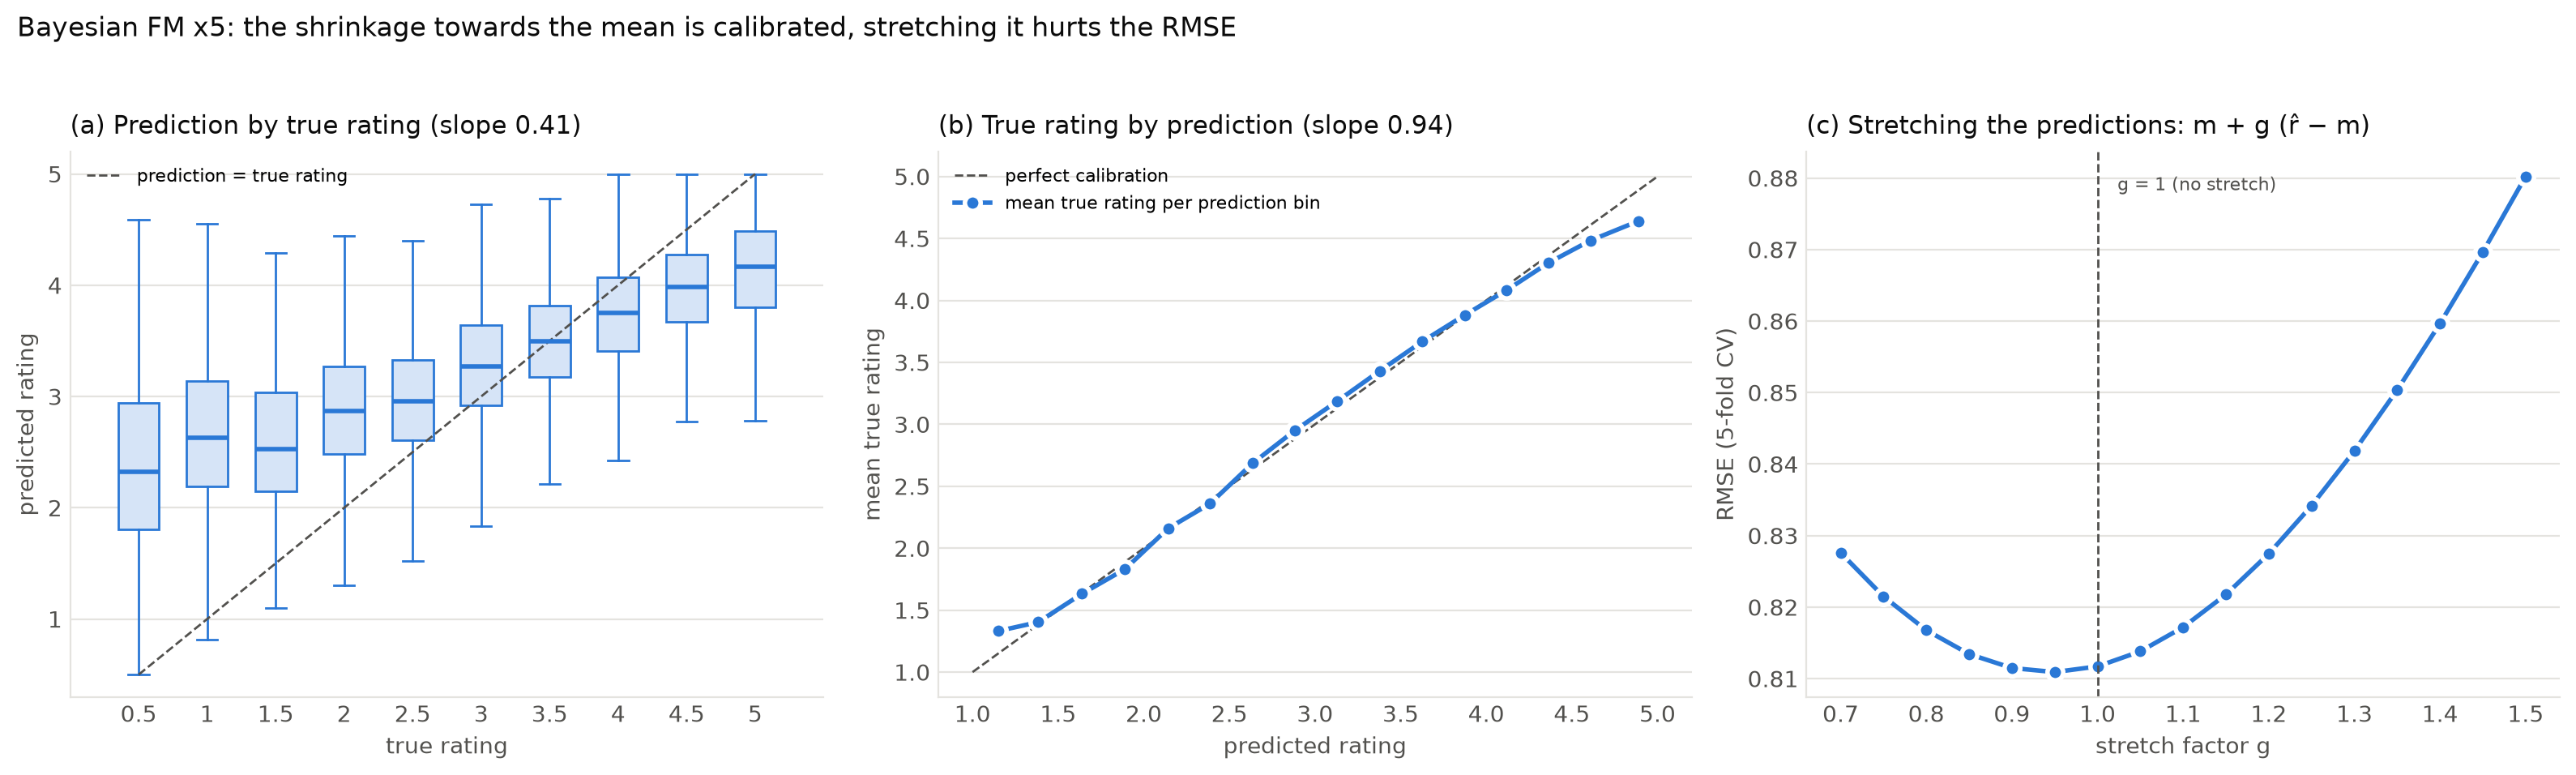 Bayesian FM x5: the shrinkage towards the mean is calibrated, stretching it hurts the RMSE
(a) Prediction by true rating (slope 0.41)
prediction = true rating
predicted rating
5
4
3
2
1
0.5 1 1.5 2 2.5 3 3.5 4 4.5 5
true rating
(b) True rating by prediction (slope 0.94)
perfect calibration
mean true rating per prediction bin
mean true rating
5.0
4.5
4.0
3.5
3.0
2.5
2.0
1.5
1.0
1.0 1.5 2.0 2.5 3.0 3.5 4.0 4.5 5.0
predicted rating
(c) Stretching the predictions: m + g (r̂ − m)
g = 1 (no stretch)
RMSE (5-fold CV)
0.88
0.87
0.86
0.85
0.84
0.83
0.82
0.81
0.7 0.8 0.9 1.0 1.1 1.2 1.3 1.4 1.5
stretch factor g